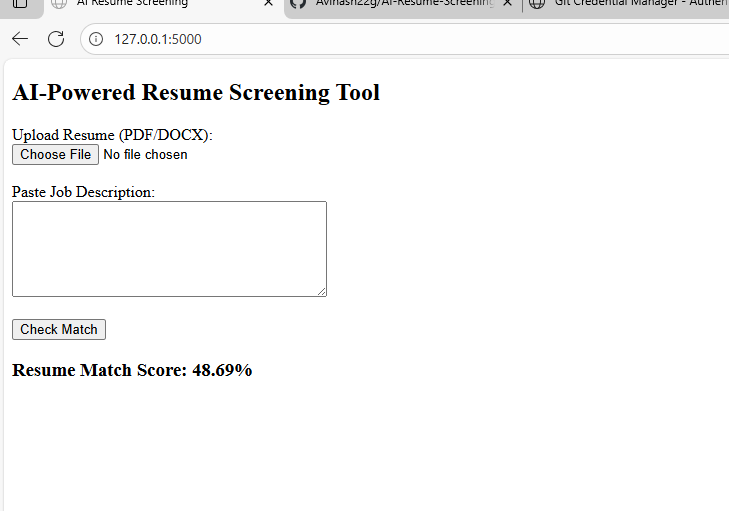 AI Resume Screening
Avinash22g/AI-Resume-Screening
Git Credential Manager - Authen
127.0.0.1:5000
AI-Powered Resume Screening Tool
Upload Resume (PDF/DOCX):
Choose File No file chosen
Paste Job Description:
Check Match
Resume Match Score: 48.69%